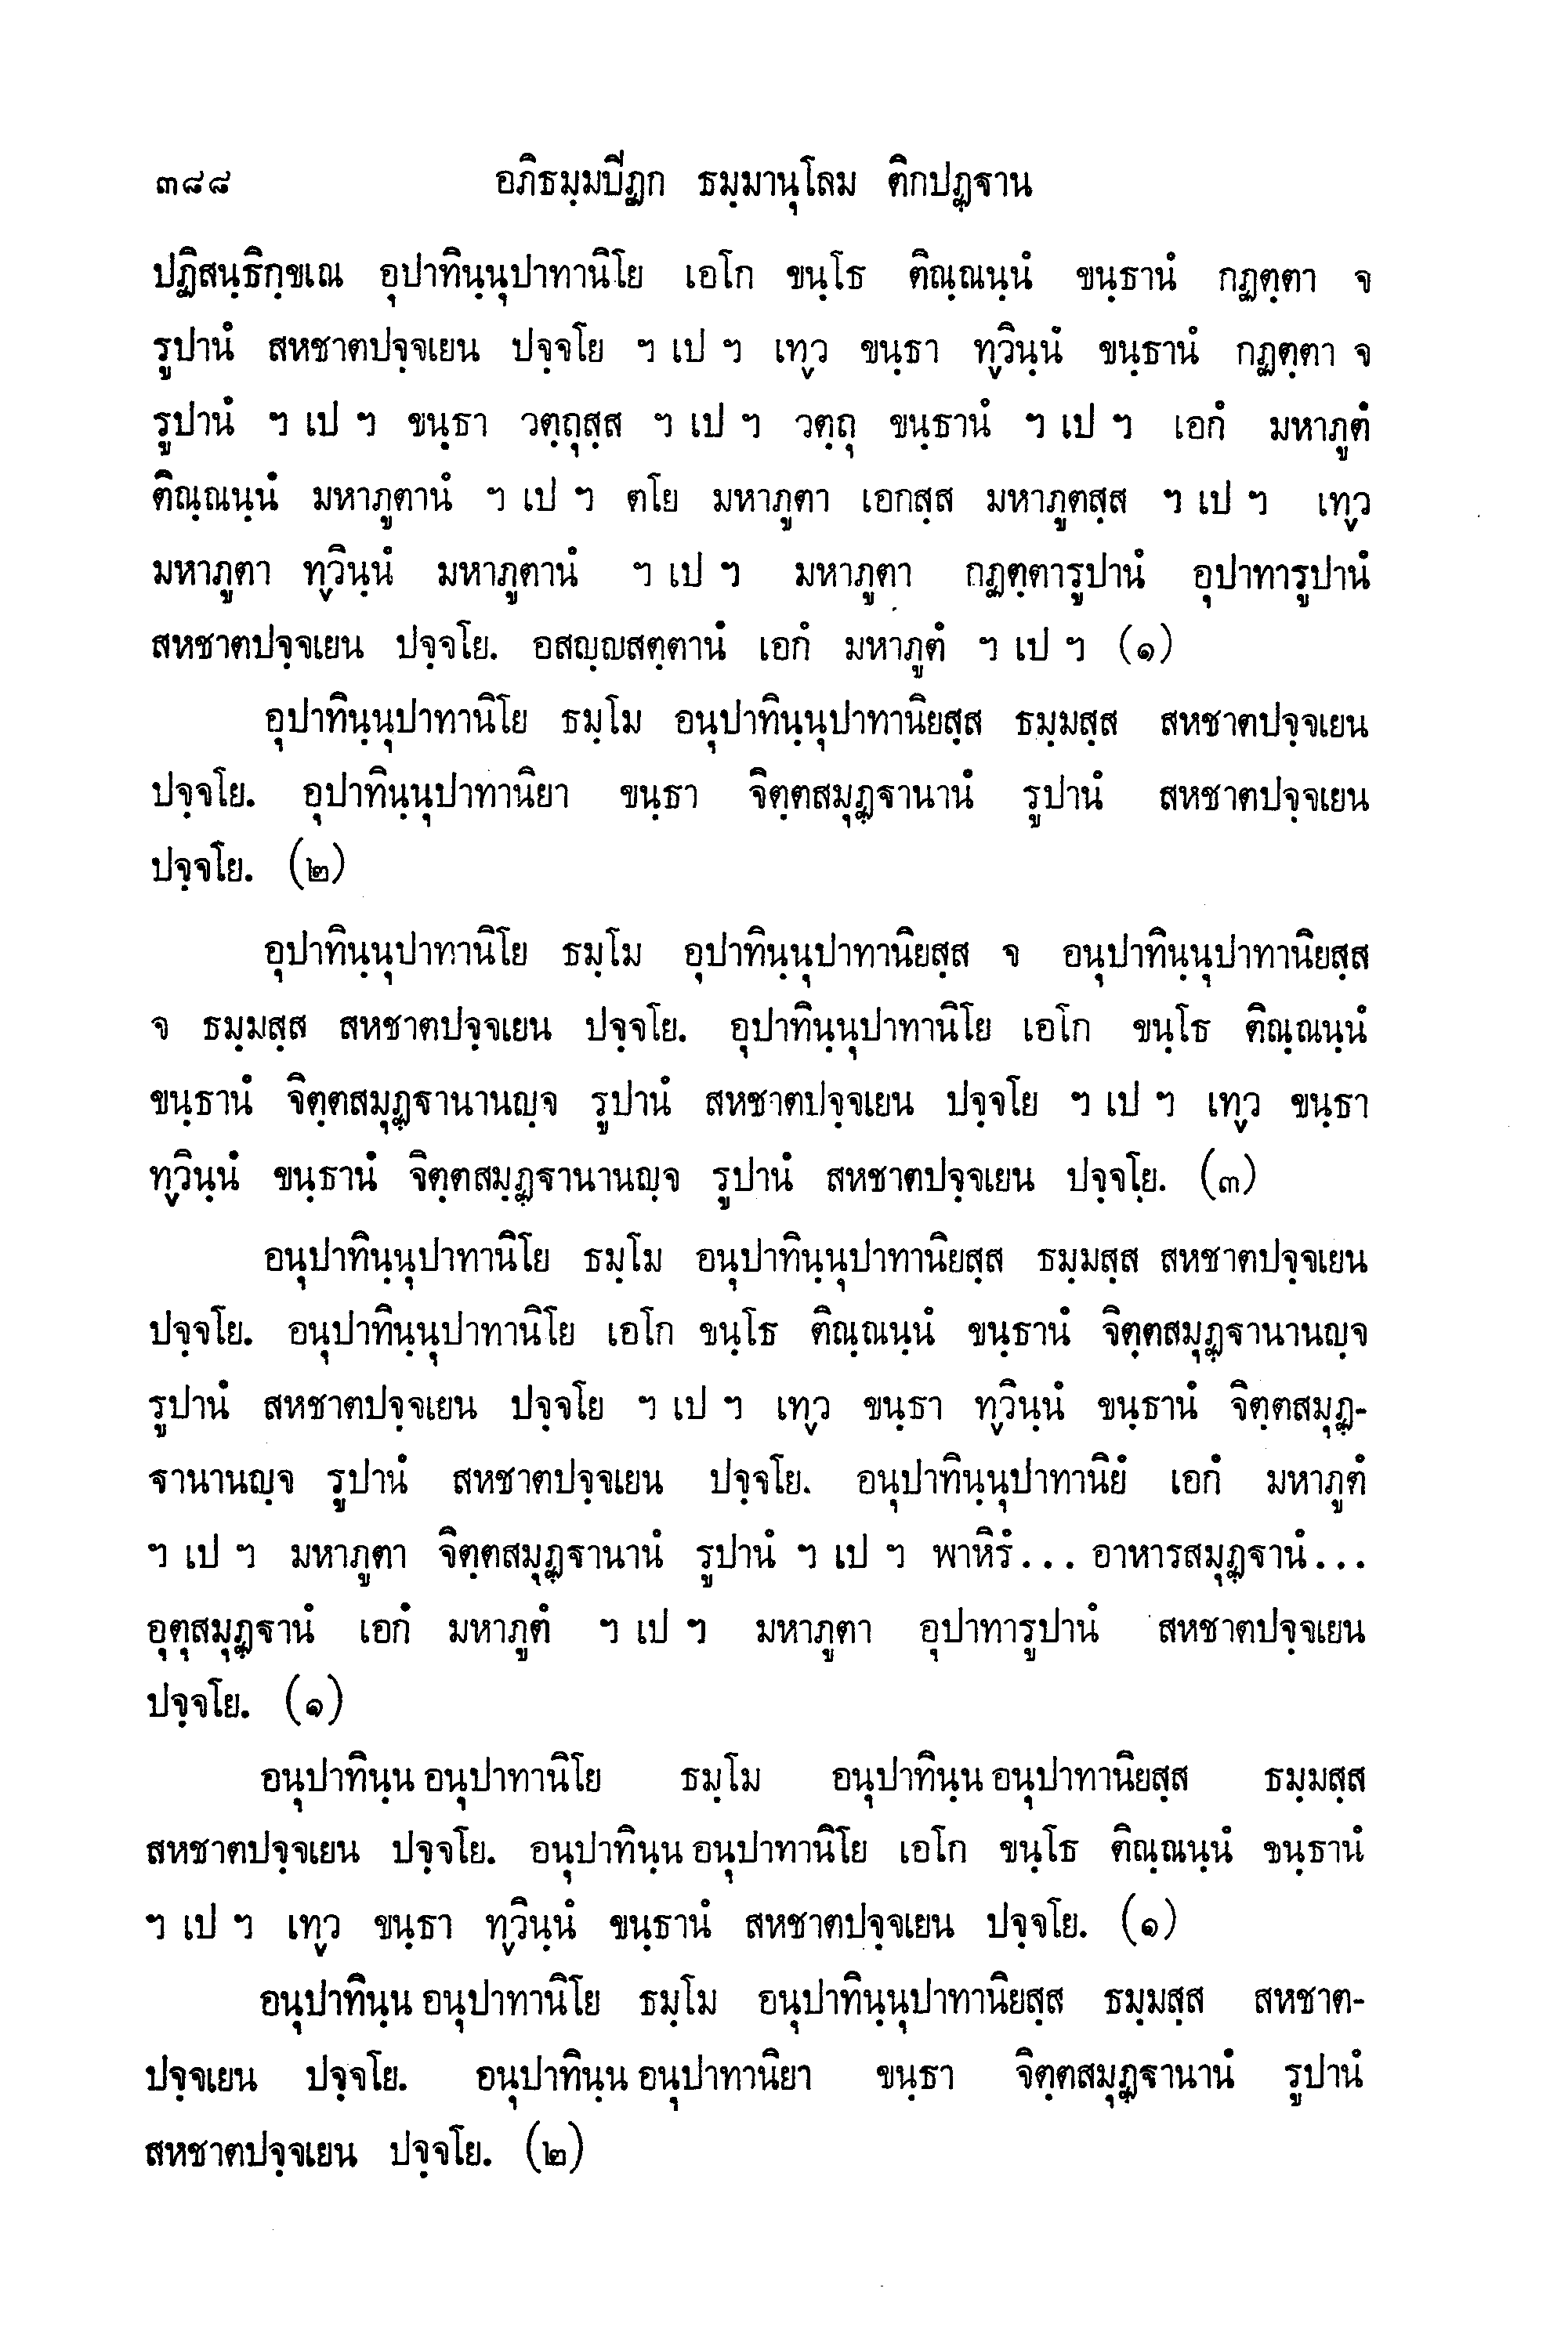 ๓๘๘ อภิธมฺมปีฏก ธมฺมานุโลม ติกปฏฺฐาน
ปฏิสนฺธิกฺขเณ อุปาทินฺนุปาทานิโย เอโก ขนฺโธ ติณฺณนฺนํ ขนฺธานํ กฏตฺตา จ
รูปานํ สหชาตปจฺจเยน ปจฺจโย ฯ เป ฯ เทฺว ขนฺธา ทฺวินฺนํ ขนฺธานํ กฏตฺตา จ
รูปานํ ฯ เป ฯ ขนฺธา วตฺถุสฺส ฯ เป ฯ วตฺถุ ขนฺธานํ ฯ เป ฯ เอกํ มหาภูตํ
ติณฺณนฺนํ มหาภูตานํ ฯ เป ฯ ตโย มหาภูตา เอกสฺส มหาภูตสฺส ฯ เป ฯ เทฺว
มหาภูตา ทฺวินฺนํ มหาภูตานํ ฯ เป ฯ มหาภูตา กฏตฺตารูปานํ อุปาทารูปานํ
สหชาตปจฺจเยน ปจฺจโย. อสญฺญสตฺตานํ เอกํ มหาภูตํ ฯ เป ฯ (๑)
อุปาทินฺนุปาทานิโย ธมฺโม อนุปาทินฺนุปาทานิยสฺส ธมฺมสฺส สหชาตปจฺจเยน
ปจฺจโย. อุปาทินฺนุปาทานิยา ขนฺธา จิตฺตสมุฏฺฐานานํ รูปานํ สหชาตปจฺจเยน
ปจฺจโย. (๒)
อุปาทินฺนุปาทานิโย ธมฺโม อุปาทินฺนุปาทานิยสฺส จ อนุปาทินฺนุปาทานิยสฺส
จ ธมฺมสฺส สหชาตปจฺจเยน ปจฺจโย. อุปาทินฺนุปาทานิโย เอโก ขนฺโธ ติณฺณนฺนํ
ขนฺธานํ จิตฺตสมุฏฺฐานานญฺจ รูปานํ สหชาตปจฺจเยน ปจฺจโย ฯ เป ฯ เทฺว ขนฺธา
ทฺวินฺนํ ขนฺธานํ จิตฺตสมฺฏฺฐานานญฺจ รูปานํ สหชาตปจฺจเยน ปจฺจโย. (๓)
อนุปาทินฺนุปาทานิโย ธมฺโม อนุปาทินฺนุปาทานิยสฺส ธมฺมสฺส สหชาตปจฺจเยน
ปจฺจโย. อนุปาทินฺนุปาทานิโย เอโก ขนฺโธ ติณฺณนฺนํ ขนฺธานํ จิตฺตสมุฏฺฐานานญฺจ
รูปานํ สหชาตปจฺจเยน ปจฺจโย ฯ เป ฯ เทฺว ขนฺธา ทฺวินฺนํ ขนฺธานํ จิตฺตสมุฏฺ-
ฐานานญฺจ รูปานํ สหชาตปจฺจเยน ปจฺจโย. อนุปาทินฺนุปาทานิยํ เอกํ มหาภูตํ
ฯ เป ฯ มหาภูตา จิตฺตสมุฏฺฐานานํ รูปานํ ฯ เป ฯ พาหิรํ... อาหารสมุฏฺฐานํ...
อุตุสมุฏฺฐานํ เอกํ มหาภูตํ ฯ เป ฯ มหาภูตา อุปาทารูปานํ สหชาตปจฺจเยน
ปจฺจโย. (๑)
อนุปาทินฺน อนุปาทานิโย ธมฺโม อนุปาทินฺน อนุปาทานิยสฺส ธมฺมสฺส
สหชาตปจฺจเยน ปจฺจโย. อนุปาทินฺน อนุปาทานิโย เอโก ขนฺโธ ติณฺณนฺนํ ขนฺธานํ
ฯ เป ฯ เทฺว ขนฺธา ทฺวินฺนํ ขนฺธานํ สหชาตปจฺจเยน ปจฺจโย. (๑)
อนุปาทินฺน อนุปาทานิโย ธมฺโม อนุปาทินฺนุปาทานิยสฺส ธมฺมสฺส สหชาต-
ปจฺจเยน ปจฺจโย. อนุปาทินฺน อนุปาทานิยา ขนฺธา จิตฺตสมุฏฺฐานานํ รูปานํ
สหชาตปจฺจเยน ปจฺจโย. (๒)